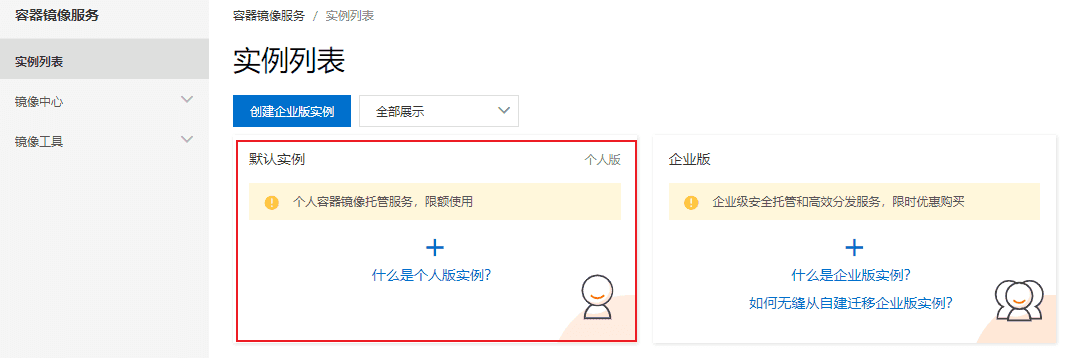 容器镜像服务
实例列表
镜像中心
镜像工具
容器镜像服务 / 实例列表
实例列表
创建企业版实例
全部展示
默认实例
个人版
个人容器镜像托管服务，限额使用
什么是个人版实例？
企业版
企业级安全托管和高效分发服务，限时优惠购买
什么是企业版实例？
如何无缝从自建迁移企业版实例？